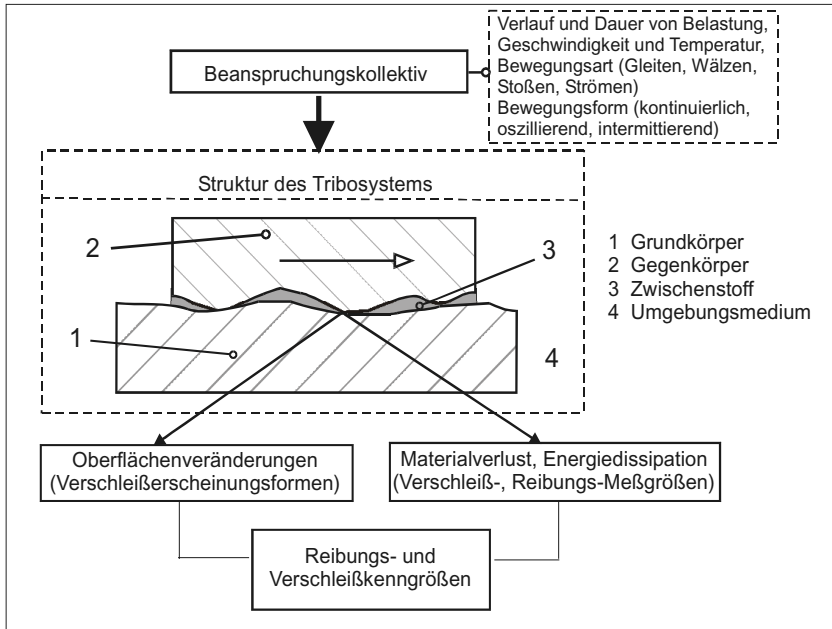 Verlauf und Dauer von Belastung,
Geschwindigkeit und Temperatur,
Bewegungsart (Gleiten, Wälzen,
Stoßen, Strömen)
Bewegungsform (kontinuierlich,
oszillierend, intermittierend)
Beanspruchungskollektiv
Struktur des Tribosystems
2
3
1
4
1 Grundkörper
2 Gegenkörper
3 Zwischenstoff
4 Umgebungsmedium
Oberflächenveränderungen
(Verschleißerscheinungsformen)
Materialverlust, Energiedissipation
(Verschleiß-, Reibungs-Meßgrößen)
Reibungs- und
Verschleißkenngrößen